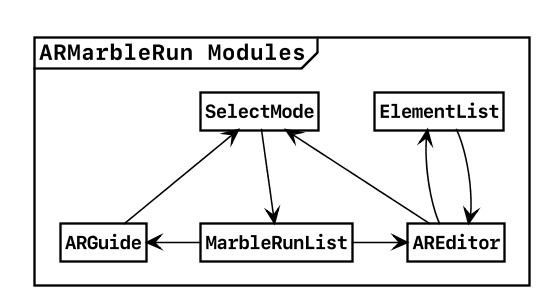 ARMarbleRun Modules
SelectMode
ElementList
ARGuide
MarbleRunList
AREditor